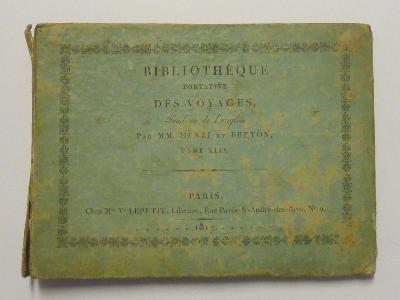 BIBLIOTHÈQUE
PORTATIVE
DES VOYAGES,
Traduite de l'anglais
PAR MM. HENRI ET BRETON,
TOME XLIX.
PARIS,
Chez Mme Ve LEPETIT, Libraire, Rue Pavée-S-André-des-Arcs, No 2.
1817.